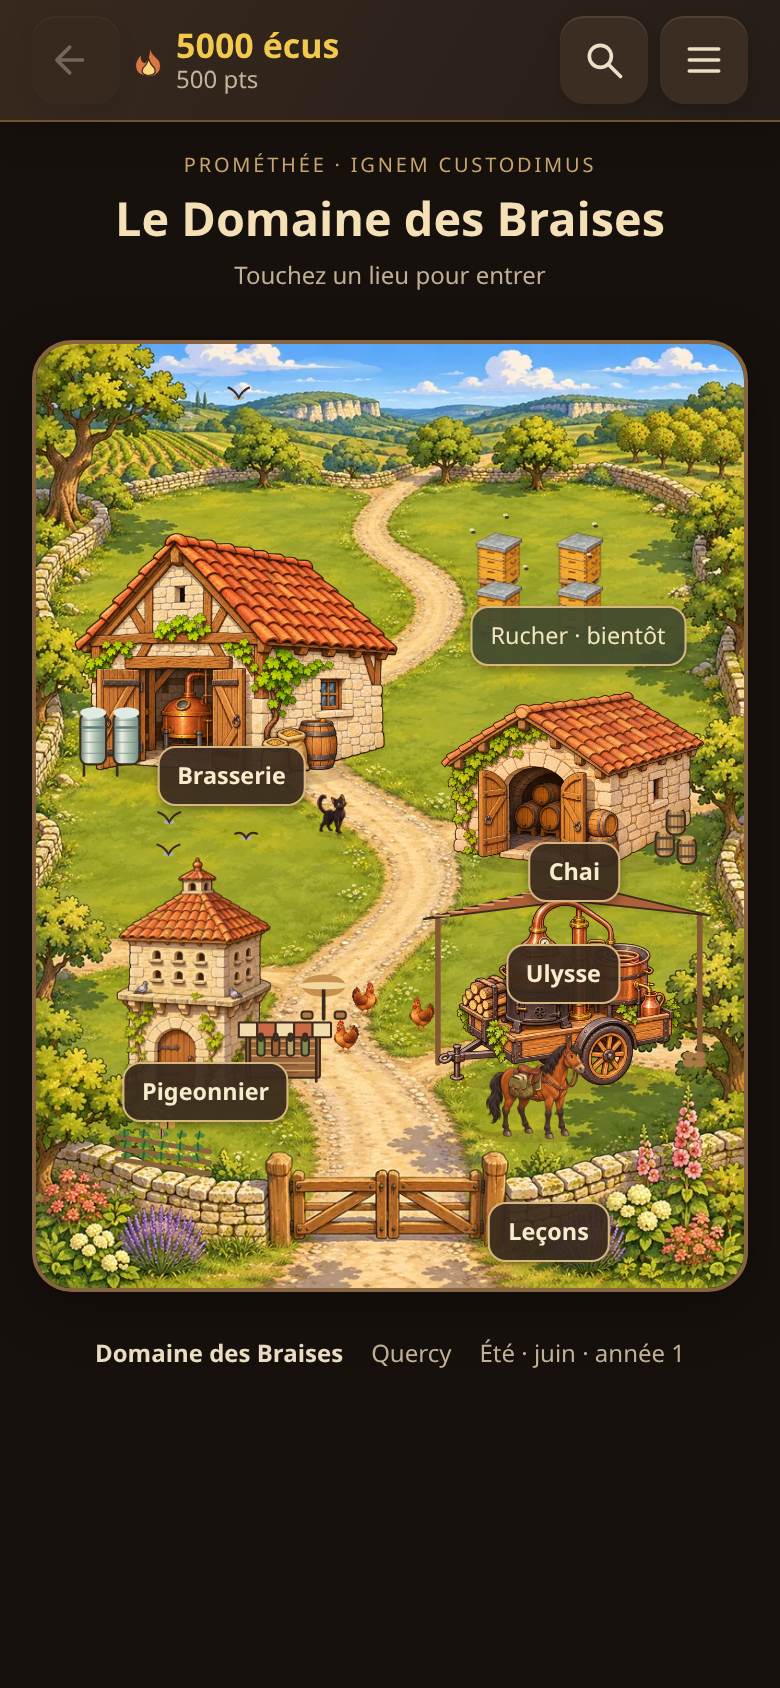 5000 écus
500 pts
PROMÉTHÉE · IGNEM CUSTODIMUS
Le Domaine des Braises
Touchez un lieu pour entrer
Rucher · bientôt
Brasserie
Chai
Ulysse
Pigeonnier
Leçons
Domaine des Braises Quercy Été · juin · année 1